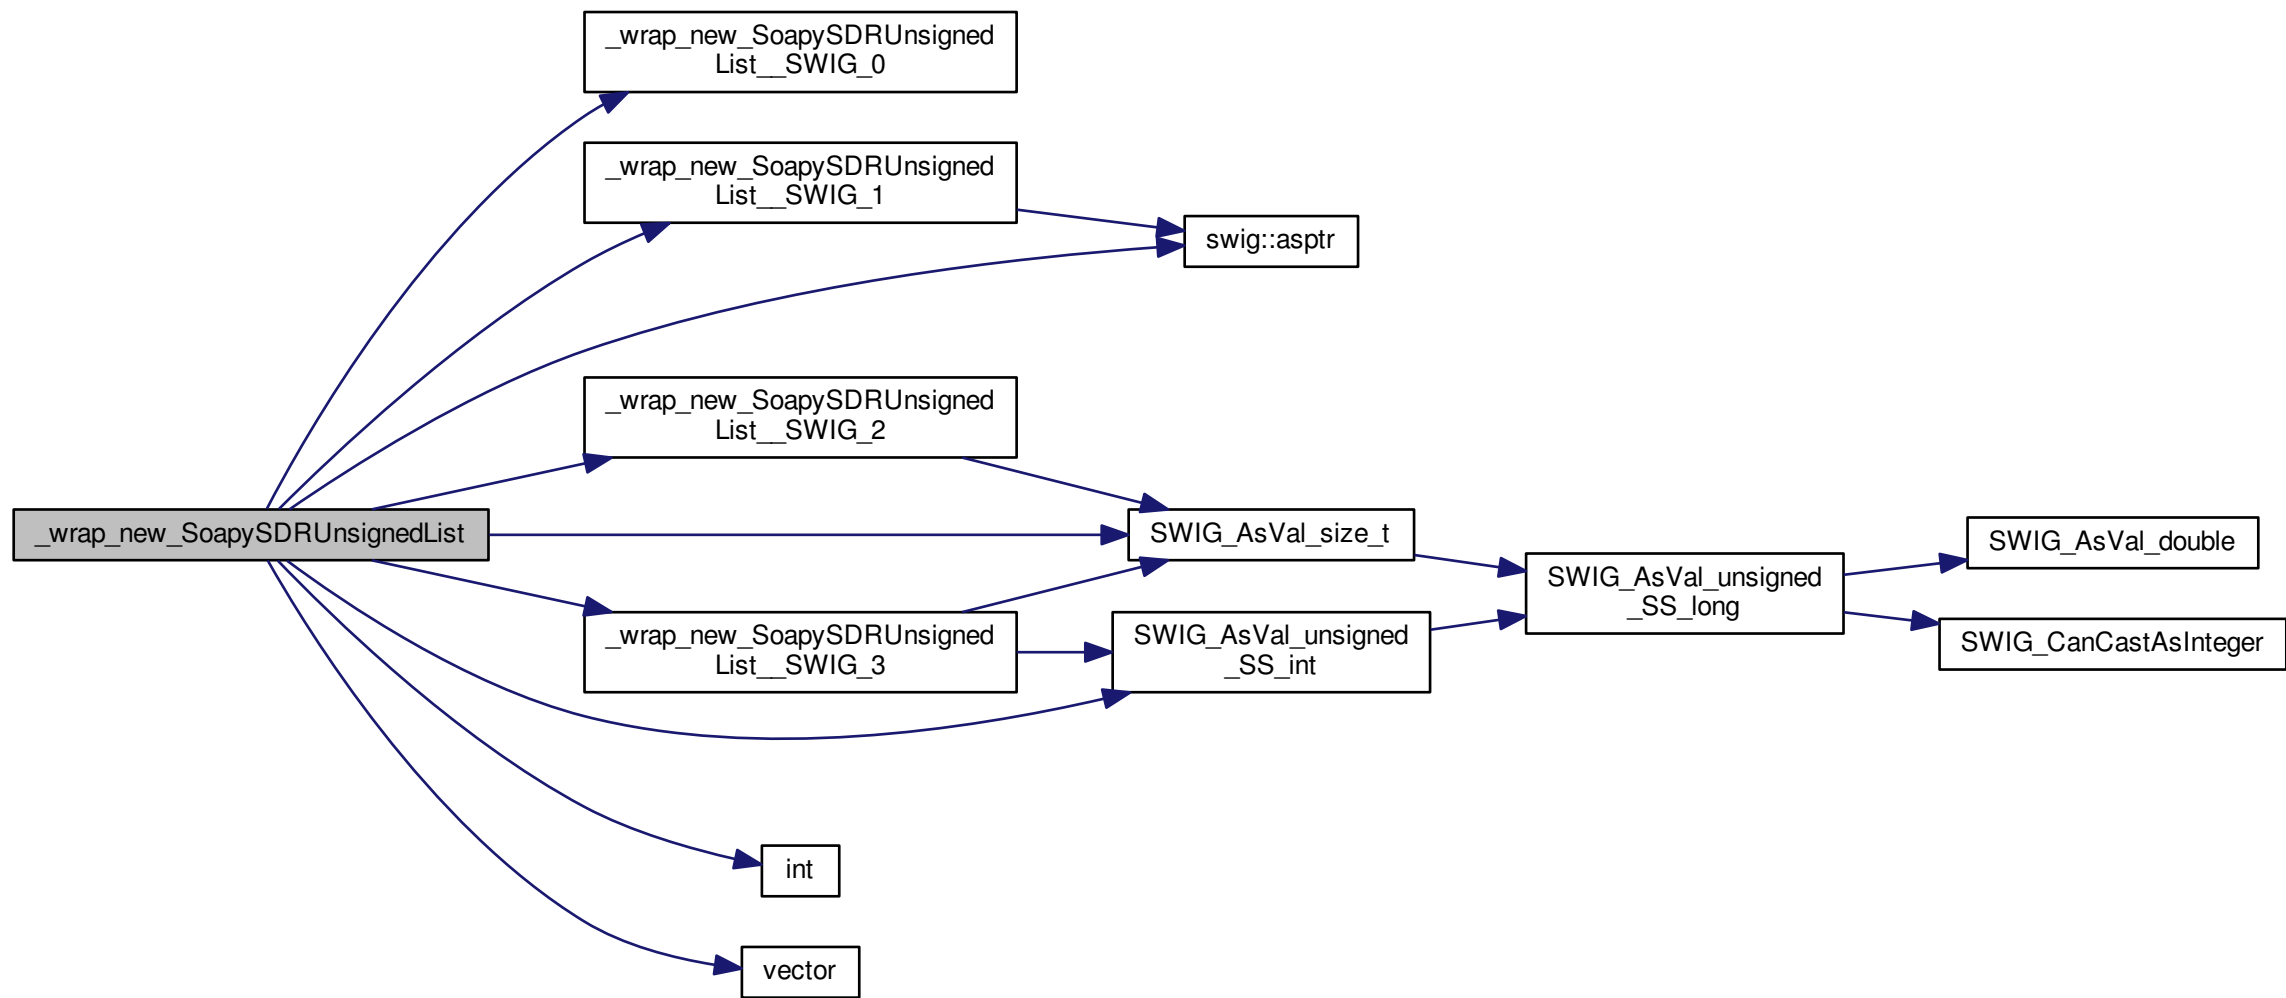 _wrap_new_SoapySDRUnsigned
List__SWIG_0
_wrap_new_SoapySDRUnsigned
List__SWIG_1
swig::asptr
_wrap_new_SoapySDRUnsigned
List__SWIG_2
_wrap_new_SoapySDRUnsignedList
SWIG_AsVal_size_t
SWIG_AsVal_double
SWIG_AsVal_unsigned
_SS_long
_wrap_new_SoapySDRUnsigned
List__SWIG_3
SWIG_AsVal_unsigned
_SS_int
SWIG_CanCastAsInteger
int
vector